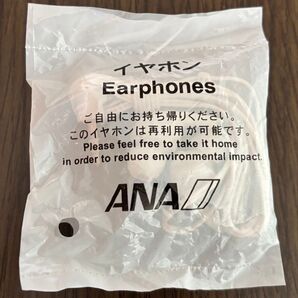 イヤホン
Earphones
ご自由にお持ち帰りください。
このイヤホンは再利用が可能です。
Please feel free to take it home
in order to reduce environmental impact.
ANA